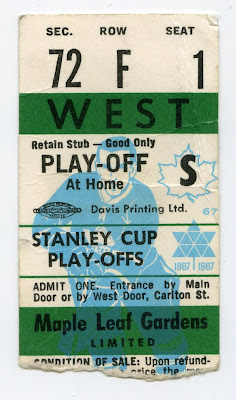 SEC. ROW SEAT
72 F 1
WEST
Retain Stub – Good Only
PLAY-OFF S
At Home
Davis Printing Ltd. 67
STANLEY CUP
PLAY-OFFS
1867 1967
ADMIT ONE. Entrance by Main
Door or by West Door, Carlton St.
Maple Leaf Gardens
LIMITED
CONDITION OF SALE: Upon refund-